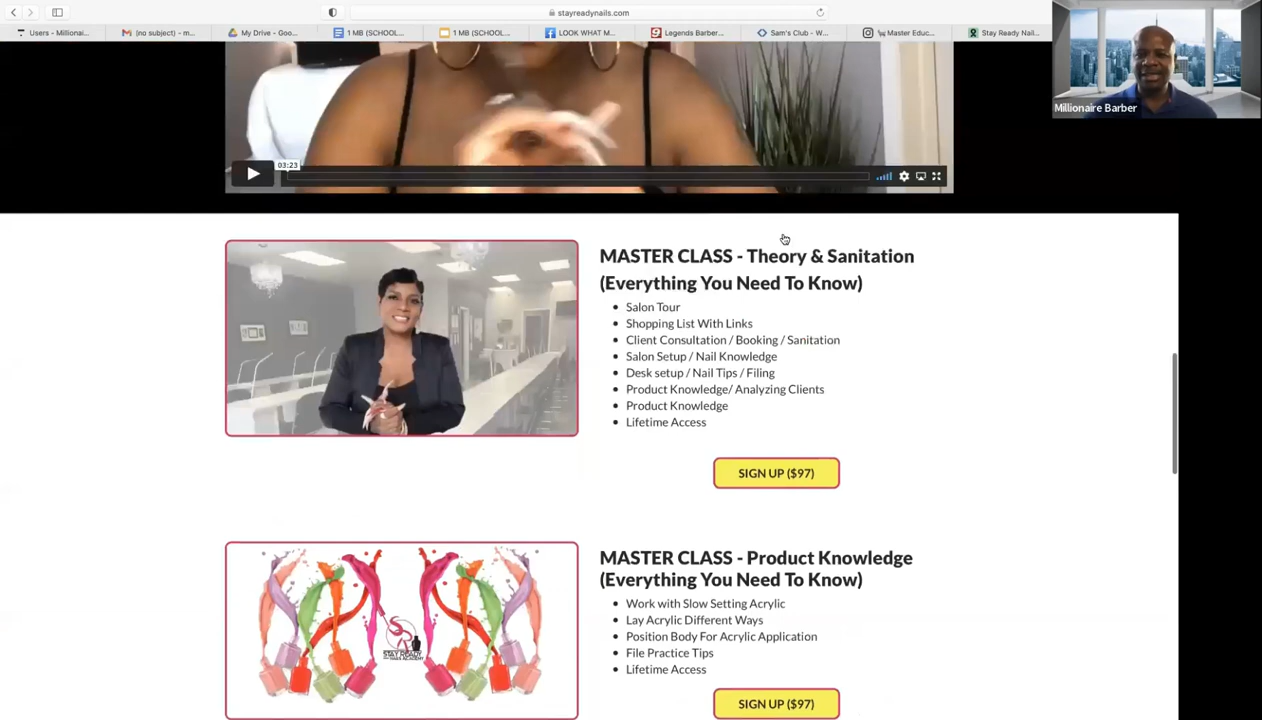 stayreadynails.com
Users - Millionai...
(no subject) - m...
My Drive - Goo...
1 MB (SCHOOL...
1 MB (SCHOOL...
LOOK WHAT M...
Legends Barber...
Sam's Club - W...
Master Educ...
Stay Ready Nail...
Millionaire Barber
03:23
MASTER CLASS - Theory & Sanitation
(Everything You Need To Know)
Salon Tour
Shopping List With Links
Client Consultation / Booking / Sanitation
Salon Setup / Nail Knowledge
Desk setup / Nail Tips / Filing
Product Knowledge/ Analyzing Clients
Product Knowledge
Lifetime Access
SIGN UP ($97)
MASTER CLASS - Product Knowledge
(Everything You Need To Know)
Work with Slow Setting Acrylic
Lay Acrylic Different Ways
Position Body For Acrylic Application
File Practice Tips
Lifetime Access
STAY READY
SIGN UP ($97)